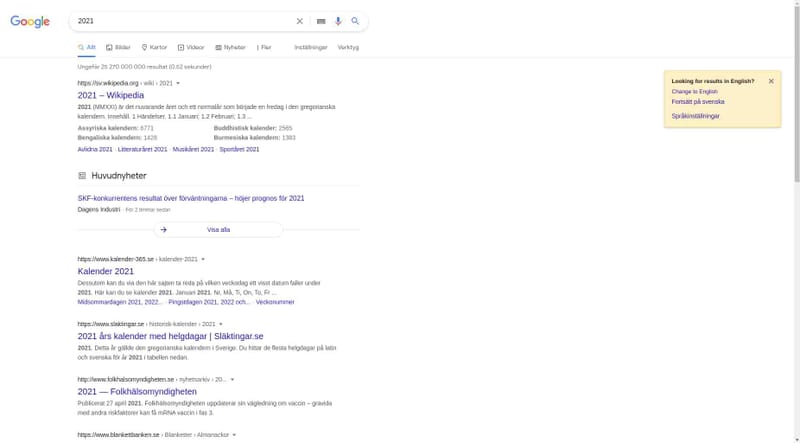 Google
2021
Allt Bilder Kartor Videor Nyheter Fler Inställningar Verktyg
Ungefär 25 270 000 000 resultat (0,62 sekunder)
Looking for results in English?
Change to English
Fortsätt på svenska
Språkinställningar
https://sv.wikipedia.org › wiki › 2021
2021 – Wikipedia
2021 (MMXXI) är det nuvarande året och ett normalår som började en fredag i den gregorianska
kalendern. Innehåll. 1 Händelser. 1.1 Januari; 1.2 Februari; 1.3 ...
Assyriska kalendern: 6771 Buddhistisk kalender: 2565
Bengaliska kalendern: 1428 Burmesiska kalendern: 1383
Avlidna 2021 · Litteraturåret 2021 · Musikåret 2021 · Sportåret 2021
Huvudnyheter
SKF-konkurrentens resultat över förväntningarna – höjer prognos för 2021
Dagens Industri · För 2 timmar sedan
Visa alla
https://www.kalender-365.se › kalender-2021
Kalender 2021
Dessutom kan du via den här sajten ta reda på vilken veckodag ett visst datum faller under
2021. Här kan du se kalender 2021. Januari 2021. Nr, Må, Ti, On, To, Fr ...
Midsommardagen 2021, 2022... · Pingstdagen 2021, 2022 och... · Veckonummer
https://www.slaktingar.se › historisk-kalender › 2021
2021 års kalender med helgdagar | Släktingar.se
2021. Detta år gällde den gregorianska kalendern i Sverige. Du hittar de flesta helgdagar på latin
och svenska för år 2021 i tabellen nedan.
http://www.folkhalsomyndigheten.se › nyhetsarkiv › 20...
2021 — Folkhälsomyndigheten
Publicerat 27 april 2021. Folkhälsomyndigheten uppdaterar sin vägledning om vaccin – gravida
med andra riskfaktorer kan få mRNA vaccin i fas 3.
https://www.blankettbanken.se › Blanketter › Almanackor